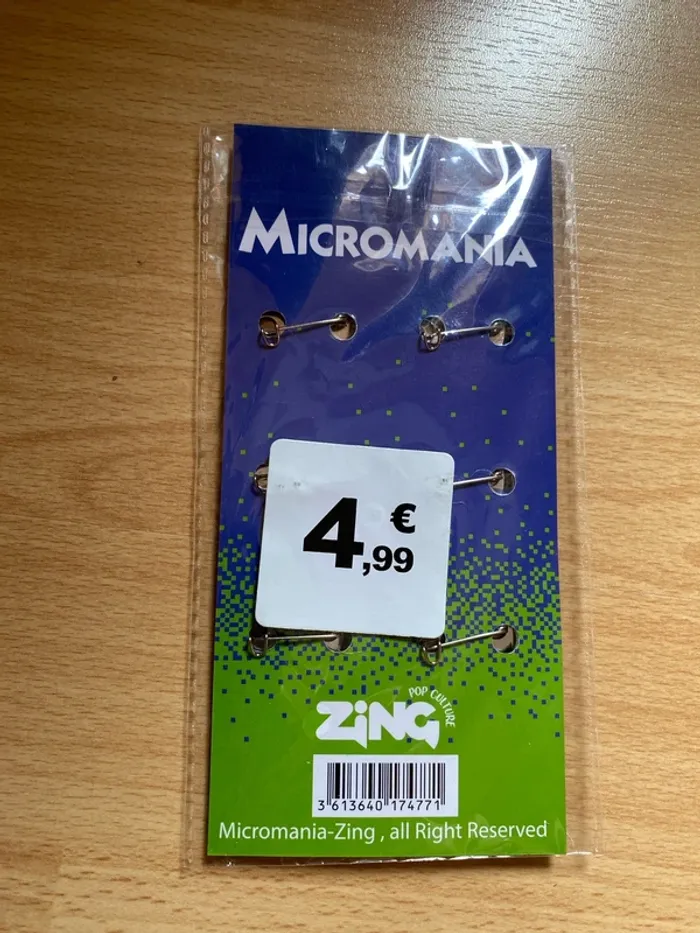 MICROMANIA
4,99 €
POP CULTURE
ZiNG
3 613640 174771
Micromania-Zing , all Right Reserved